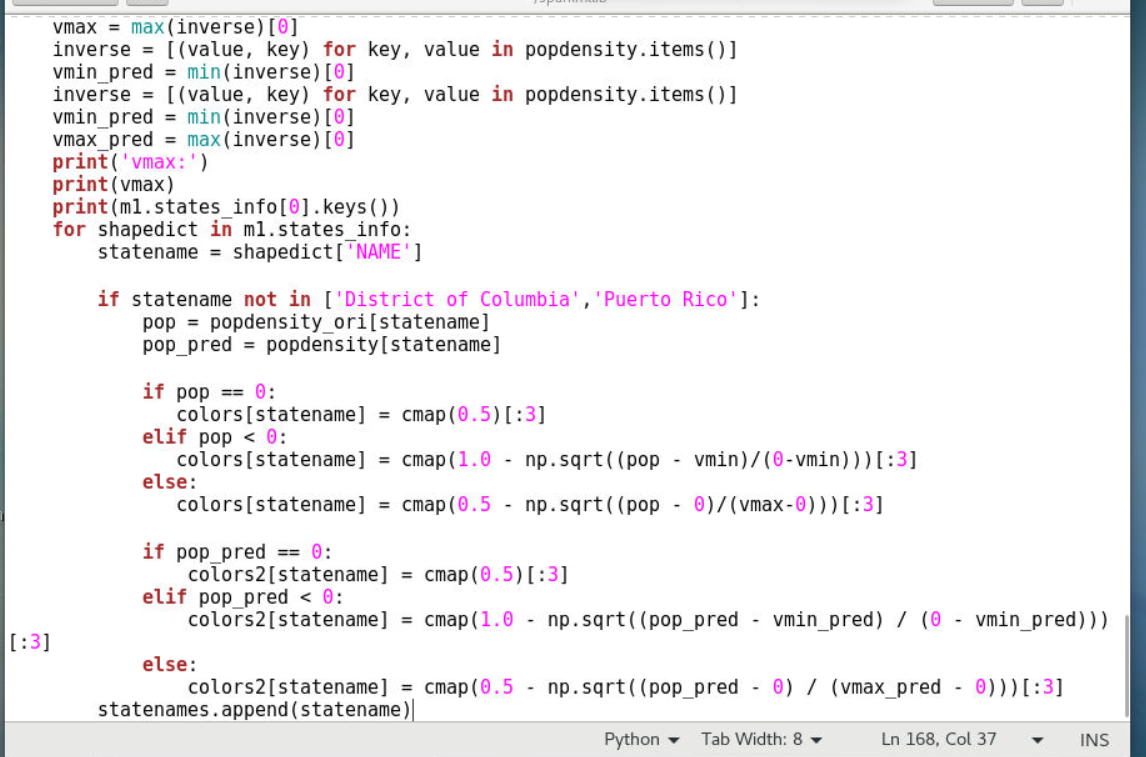 vmax = max(inverse)[0]
    inverse = [(value, key) for key, value in popdensity.items()]
    vmin_pred = min(inverse)[0]
    inverse = [(value, key) for key, value in popdensity.items()]
    vmin_pred = min(inverse)[0]
    vmax_pred = max(inverse)[0]
    print('vmax:')
    print(vmax)
    print(m1.states_info[0].keys())
    for shapedict in m1.states_info:
        statename = shapedict['NAME']

        if statename not in ['District of Columbia','Puerto Rico']:
            pop = popdensity_ori[statename]
            pop_pred = popdensity[statename]

            if pop == 0:
               colors[statename] = cmap(0.5)[:3]
            elif pop < 0:
               colors[statename] = cmap(1.0 - np.sqrt((pop - vmin)/(0-vmin)))[:3]
            else:
               colors[statename] = cmap(0.5 - np.sqrt((pop - 0)/(vmax-0)))[:3]

            if pop_pred == 0:
                colors2[statename] = cmap(0.5)[:3]
            elif pop_pred < 0:
                colors2[statename] = cmap(1.0 - np.sqrt((pop_pred - vmin_pred) / (0 - vmin_pred)))
[:3]
            else:
                colors2[statename] = cmap(0.5 - np.sqrt((pop_pred - 0) / (vmax_pred - 0)))[:3]
        statenames.append(statename)
Python Tab Width: 8 Ln 168, Col 37 INS